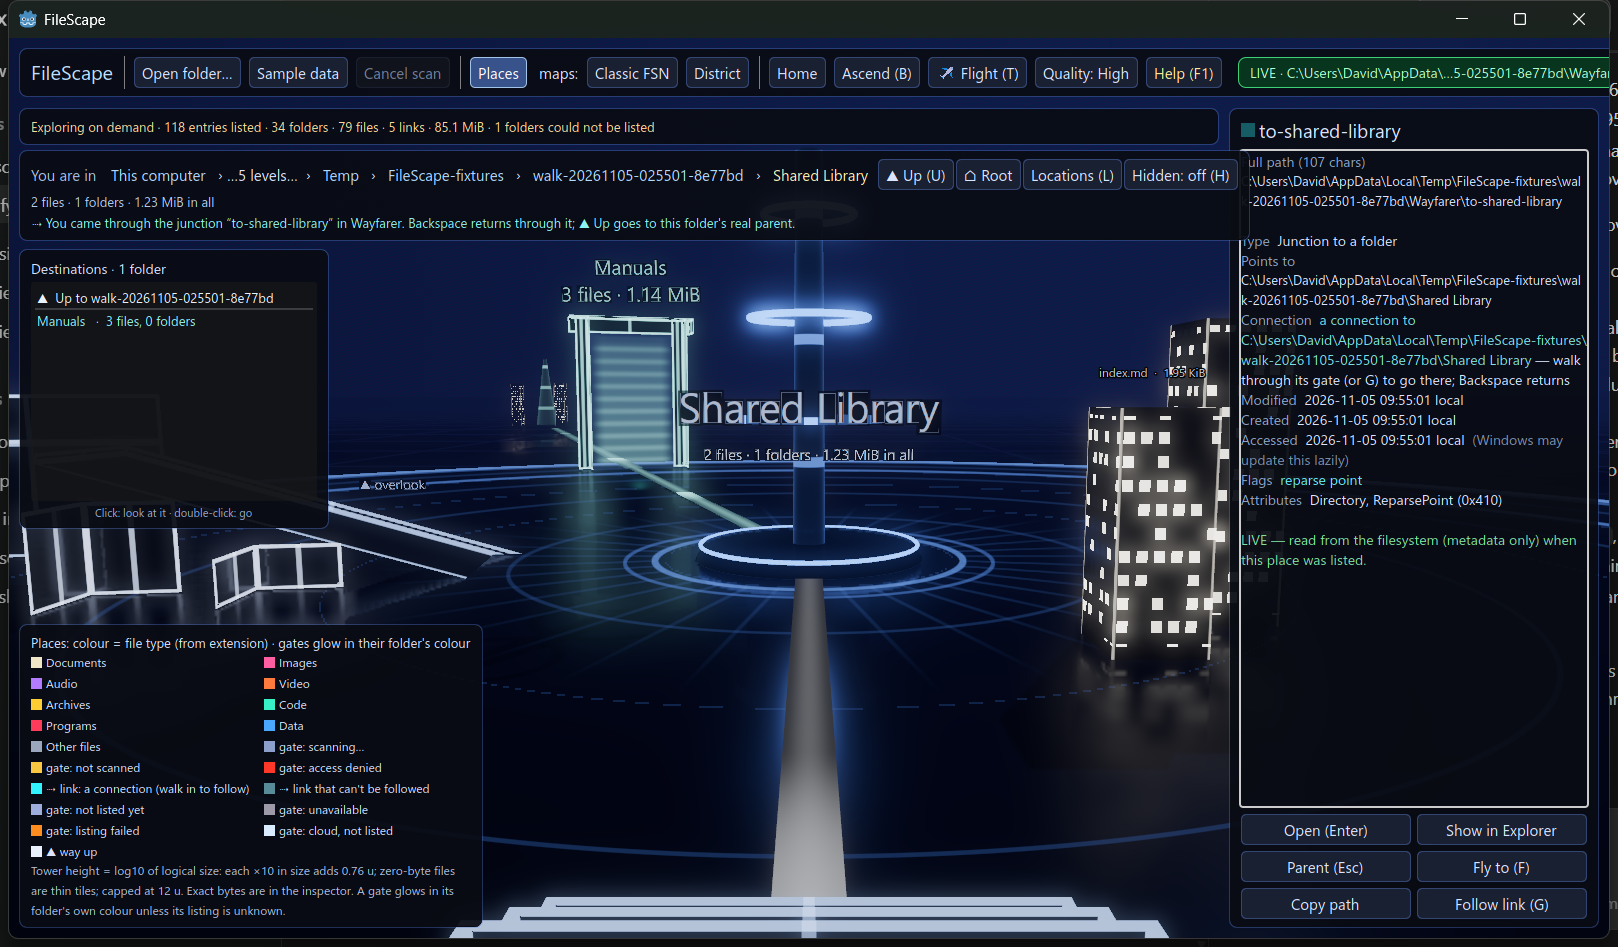 FileScape
FileScape
Open folder...
Sample data
Cancel scan
Places
maps:
Classic FSN
District
Home
Ascend (B)
Flight (T)
Quality: High
Help (F1)
LIVE · C:\Users\David\AppData\...5-025501-8e77bd\Wayfar
Exploring on demand · 118 entries listed · 34 folders · 79 files · 5 links · 85.1 MiB · 1 folders could not be listed
You are in This computer › ...5 levels... › Temp › FileScape-fixtures › walk-20261105-025501-8e77bd › Shared Library
▲ Up (U)
Root
Locations (L)
Hidden: off (H)
2 files · 1 folders · 1.23 MiB in all
→ You came through the junction “to-shared-library” in Wayfarer. Backspace returns through it; ▲ Up goes to this folder's real parent.
Destinations · 1 folder
▲ Up to walk-20261105-025501-8e77bd
Manuals · 3 files, 0 folders
Click: look at it · double-click: go
Manuals
3 files · 1.14 MiB
Shared Library
2 files · 1 folders · 1.23 MiB in all
▲ overlook
index.md · 1.95 KiB
Places: colour = file type (from extension) · gates glow in their folder's colour
Documents
Images
Audio
Video
Archives
Code
Programs
Data
Other files
gate: scanning...
gate: not scanned
gate: access denied
→ link: a connection (walk in to follow)
→ link that can't be followed
gate: not listed yet
gate: unavailable
gate: listing failed
gate: cloud, not listed
▲ way up
Tower height = log10 of logical size: each ×10 in size adds 0.76 u; zero-byte files
are thin tiles; capped at 12 u. Exact bytes are in the inspector. A gate glows in its
folder's own colour unless its listing is unknown.
to-shared-library
Full path (107 chars)
C:\Users\David\AppData\Local\Temp\FileScape-fixtures\wal
k-20261105-025501-8e77bd\Wayfarer\to-shared-library
Type Junction to a folder
Points to
C:\Users\David\AppData\Local\Temp\FileScape-fixtures\wal
k-20261105-025501-8e77bd\Shared Library
Connection a connection to
C:\Users\David\AppData\Local\Temp\FileScape-fixtures\
walk-20261105-025501-8e77bd\Shared Library — walk
through its gate (or G) to go there; Backspace returns
Modified 2026-11-05 09:55:01 local
Created 2026-11-05 09:55:01 local
Accessed 2026-11-05 09:55:01 local (Windows may
update this lazily)
Flags reparse point
Attributes Directory, ReparsePoint (0x410)
LIVE — read from the filesystem (metadata only) when
this place was listed.
Open (Enter)
Show in Explorer
Parent (Esc)
Fly to (F)
Copy path
Follow link (G)